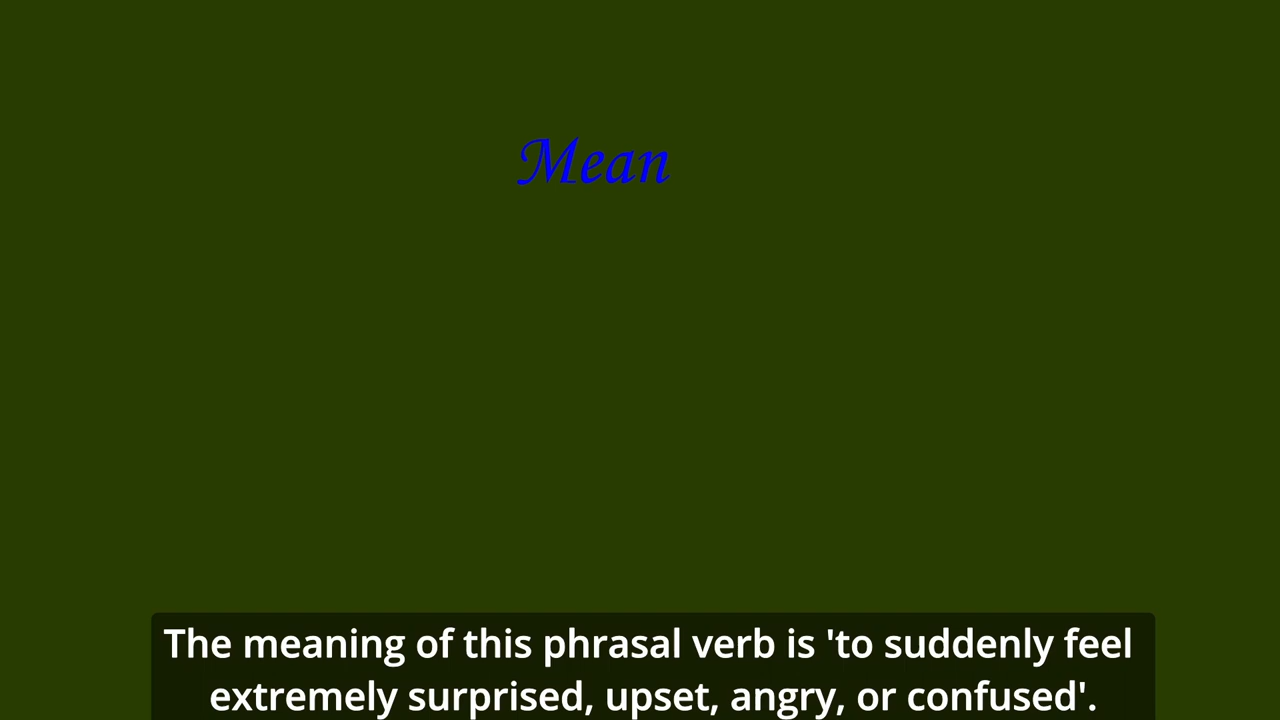 Mean
The meaning of this phrasal verb is 'to suddenly feel
extremely surprised, upset, angry, or confused'.